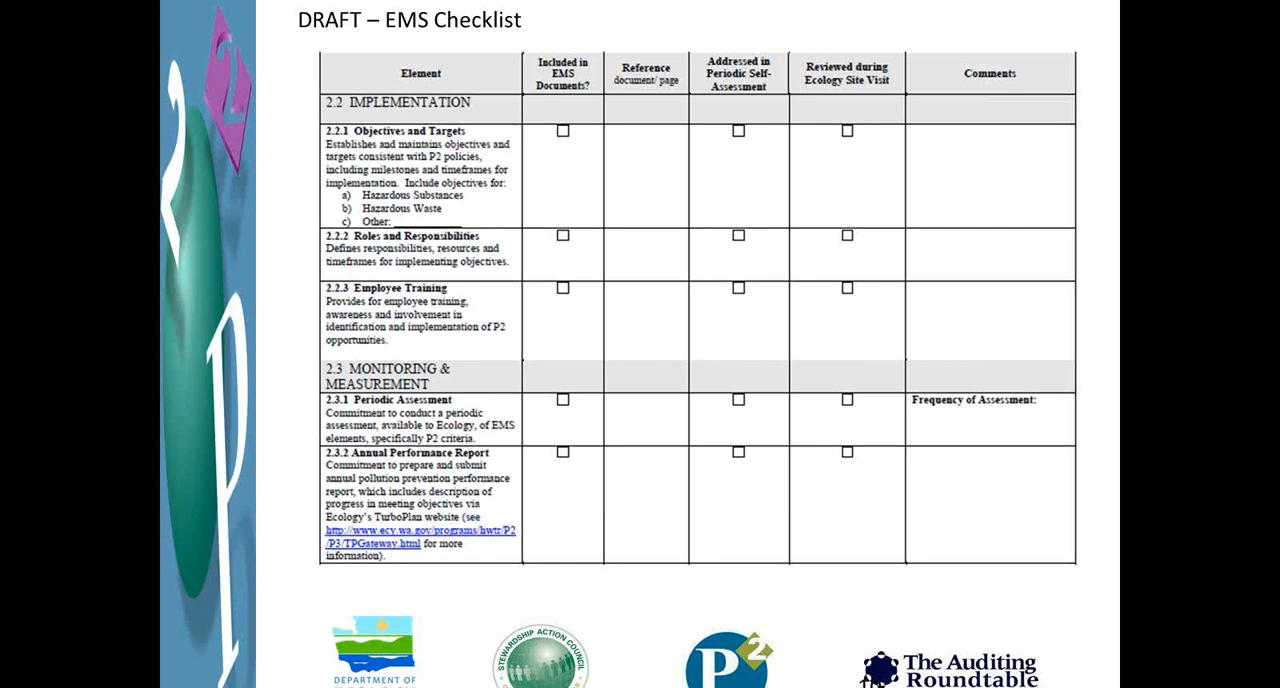 DRAFT – EMS Checklist
Element
Included in
EMS
Documents?
Reference
document/ page
Addressed in
Periodic Self-
Assessment
Reviewed during
Ecology Site Visit
Comments
2.2 IMPLEMENTATION
2.2.1 Objectives and Targets
Establishes and maintains objectives and
targets consistent with P2 policies,
including milestones and timeframes for
implementation. Include objectives for:
a) Hazardous Substances
b) Hazardous Waste
c) Other: ____________
2.2.2 Roles and Responsibilities
Defines responsibilities, resources and
timeframes for implementing objectives.
2.2.3 Employee Training
Provides for employee training,
awareness and involvement in
identification and implementation of P2
opportunities.
2.3 MONITORING &
MEASUREMENT
2.3.1 Periodic Assessment
Commitment to conduct a periodic
assessment, available to Ecology, of EMS
elements, specifically P2 criteria.
Frequency of Assessment:
2.3.2 Annual Performance Report
Commitment to prepare and submit
annual pollution prevention performance
report, which includes description of
progress in meeting objectives via
Ecology's TurboPlan website (see
http://www.ecy.wa.gov/programs/hwtr/P2
/P3/TPGateway.html for more
information).
2
P
2
DEPARTMENT OF
STEWARDSHIP ACTION COUNCIL
P2
The Auditing
Roundtable